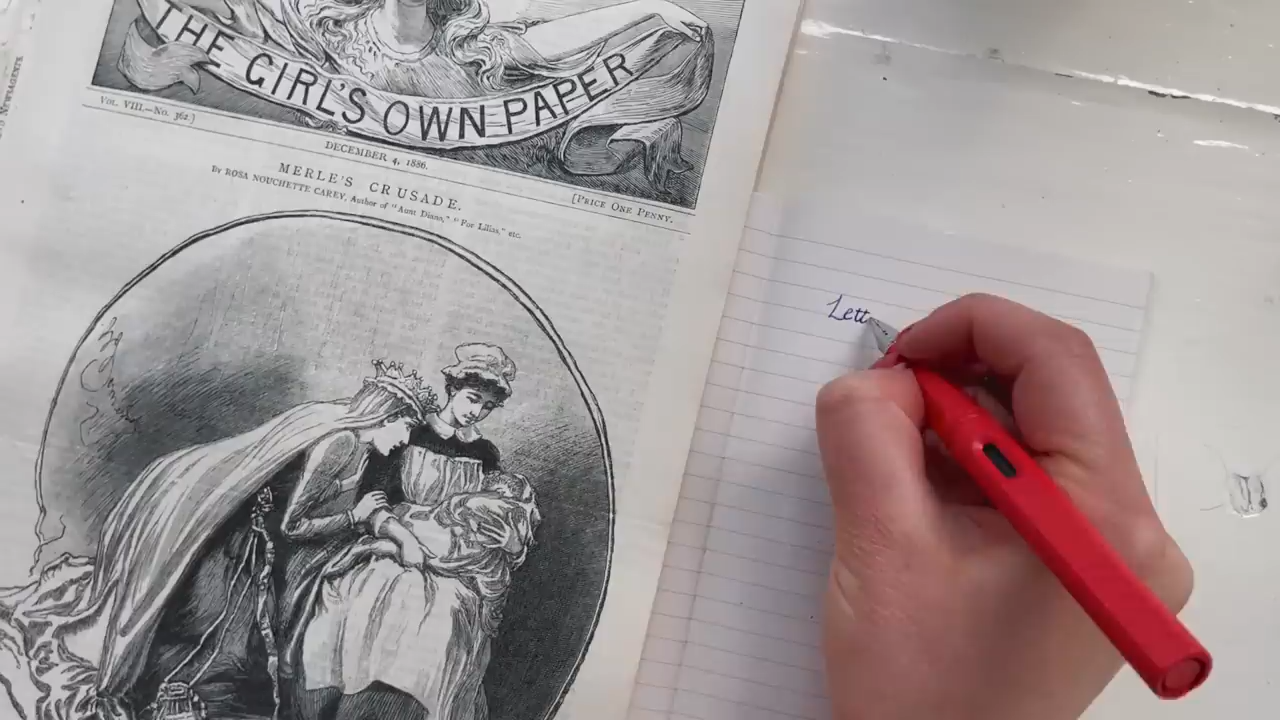 THE GIRL'S OWN PAPER
VOL. VIII.—No. 362.]
DECEMBER 4, 1886.
[PRICE ONE PENNY.
MERLE'S CRUSADE.
By ROSA NOUCHETTE CAREY, Author of "Aunt Diana," "For Lilias," etc.
Lett